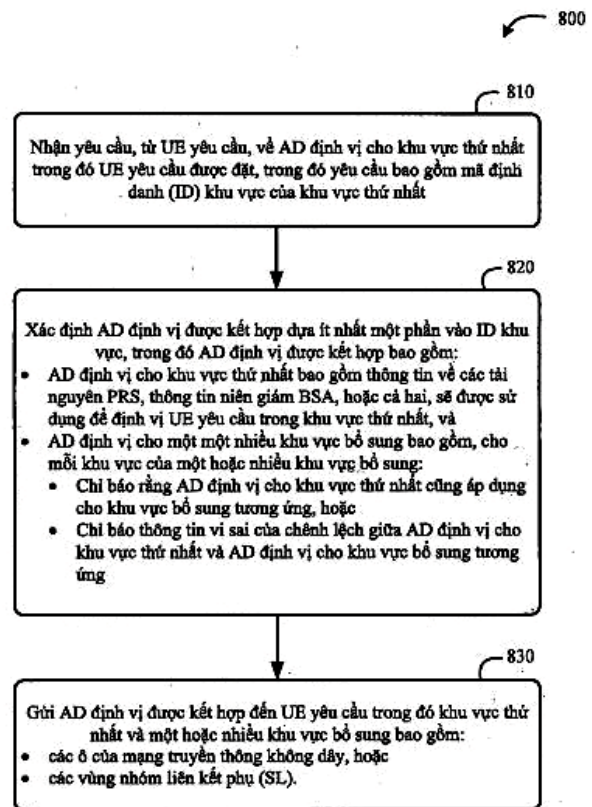 800
810
Nhận yêu cầu, từ UE yêu cầu, về AD định vị cho khu vực thứ nhất
trong đó UE yêu cầu được đặt, trong đó yêu cầu bao gồm mã định
danh (ID) khu vực của khu vực thứ nhất
820
Xác định AD định vị được kết hợp dựa ít nhất một phần vào ID khu
vực, trong đó AD định vị được kết hợp bao gồm:
• AD định vị cho khu vực thứ nhất bao gồm thông tin về các tài
nguyên PRS, thông tin niên giám BSA, hoặc cả hai, sẽ được sử
dụng để định vị UE yêu cầu trong khu vực thứ nhất, và
• AD định vị cho một một nhiều khu vực bổ sung bao gồm, cho
mỗi khu vực của một hoặc nhiều khu vực bổ sung:
• Chỉ báo rằng AD định vị cho khu vực thứ nhất cũng áp dụng
cho khu vực bổ sung tương ứng, hoặc
• Chỉ báo thông tin vi sai của chênh lệch giữa AD định vị cho
khu vực thứ nhất và AD định vị cho khu vực bổ sung tương
ứng
830
Gửi AD định vị được kết hợp đến UE yêu cầu trong đó khu vực thứ
nhất và một hoặc nhiều khu vực bổ sung bao gồm:
• các ô của mạng truyền thông không dây, hoặc
• các vùng nhóm liên kết phụ (SL).